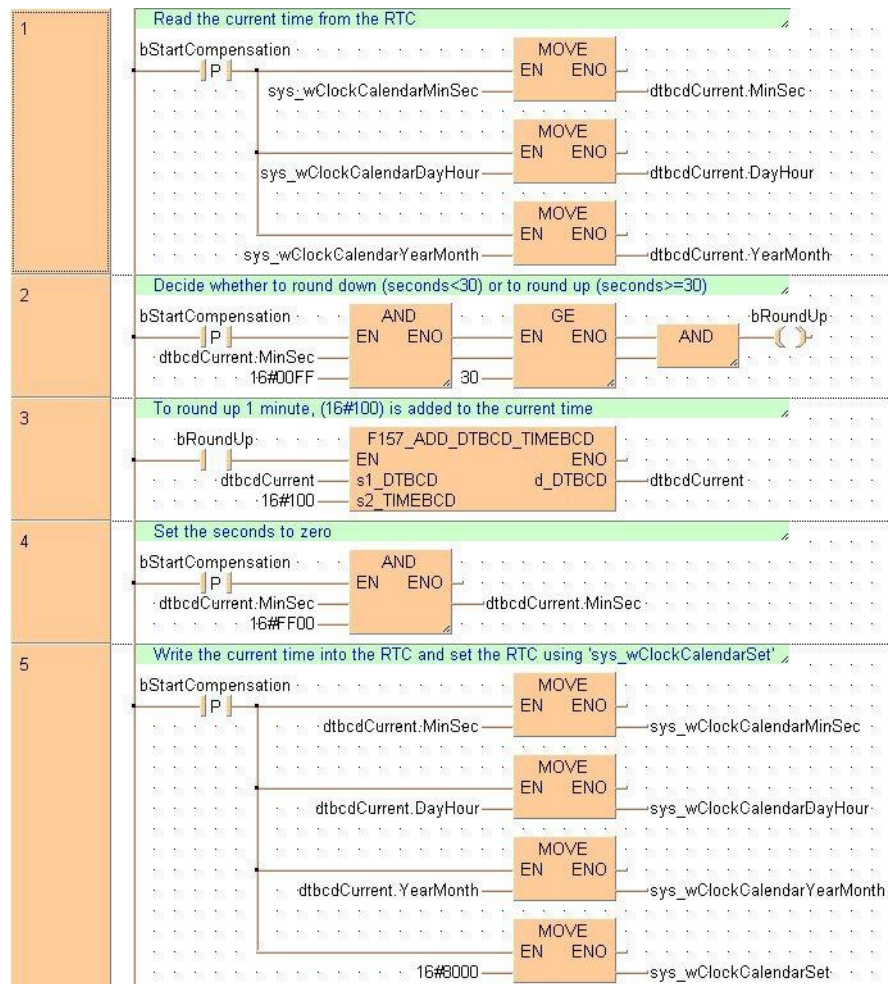 1
Read the current time from the RTC
bStartCompensation
P
MOVE
EN ENO
sys_wClockCalendarMinSec
dtbcdCurrent.MinSec
MOVE
EN ENO
sys_wClockCalendarDayHour
dtbcdCurrent.DayHour
MOVE
EN ENO
sys_wClockCalendarYearMonth
dtbcdCurrent.YearMonth
2
Decide whether to round down (seconds<30) or to round up (seconds>=30)
bStartCompensation
P
AND
EN ENO
GE
EN ENO
AND
bRoundUp
dtbcdCurrent.MinSec
16#00FF
30
3
To round up 1 minute, (16#100) is added to the current time
bRoundUp
F157_ADD_DTBCD_TIMEBCD
EN ENO
dtbcdCurrent
s1_DTBCD d_DTBCD
dtbcdCurrent
16#100
s2_TIMEBCD
4
Set the seconds to zero
bStartCompensation
P
AND
EN ENO
dtbcdCurrent.MinSec
dtbcdCurrent.MinSec
16#FF00
5
Write the current time into the RTC and set the RTC using 'sys_wClockCalendarSet'
bStartCompensation
P
MOVE
EN ENO
dtbcdCurrent.MinSec
sys_wClockCalendarMinSec
MOVE
EN ENO
dtbcdCurrent.DayHour
sys_wClockCalendarDayHour
MOVE
EN ENO
dtbcdCurrent.YearMonth
sys_wClockCalendarYearMonth
MOVE
EN ENO
16#8000
sys_wClockCalendarSet